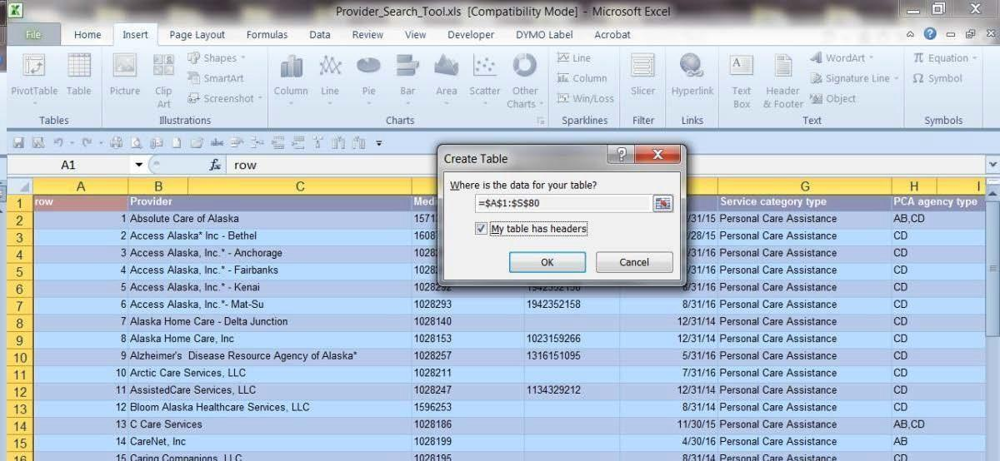 Provider_Search_Tool.xls [Compatibility Mode] - Microsoft Excel
File Home Insert Page Layout Formulas Data Review View Developer DYMO Label Acrobat
PivotTable Table Picture Clip Art Shapes SmartArt Screenshot Column Line Pie Bar Area Scatter Other Charts Line Column Win/Loss Slicer Hyperlink Text Box Header & Footer WordArt Signature Line Object Equation Symbol
Tables Illustrations Charts Sparklines Filter Links Text Symbols
A1 fx row
Create Table
Where is the data for your table?
=$A$1:$S$80
My table has headers
OK Cancel
A B C G H I
1 row Provider Service category type PCA agency type
2 1 Absolute Care of Alaska /31/15 Personal Care Assistance AB,CD
3 2 Access Alaska* Inc - Bethel /28/15 Personal Care Assistance CD
4 3 Access Alaska, Inc.* - Anchorage /31/16 Personal Care Assistance CD
5 4 Access Alaska, Inc.* - Fairbanks /31/16 Personal Care Assistance CD
6 5 Access Alaska, Inc.* - Kenai 1028292 1942352158 8/31/16 Personal Care Assistance CD
7 6 Access Alaska, Inc.*- Mat-Su 1028293 1942352158 8/31/16 Personal Care Assistance CD
8 7 Alaska Home Care - Delta Junction 1028140 12/31/14 Personal Care Assistance CD
9 8 Alaska Home Care, Inc 1028153 1023159266 12/31/14 Personal Care Assistance CD
10 9 Alzheimer's Disease Resource Agency of Alaska* 1028257 1316151095 5/31/16 Personal Care Assistance CD
11 10 Arctic Care Services, LLC 1028211 7/31/16 Personal Care Assistance CD
12 11 AssistedCare Services, LLC 1028247 1134329212 12/31/14 Personal Care Assistance CD
13 12 Bloom Alaska Healthcare Services, LLC 1596253 8/31/14 Personal Care Assistance CD
14 13 C Care Services 1028186 11/30/15 Personal Care Assistance AB,CD
15 14 CareNet, Inc 1028199 4/30/16 Personal Care Assistance AB
16 15 Caring Companions, LLC 1028195 8/31/14 Personal Care Assistance CD